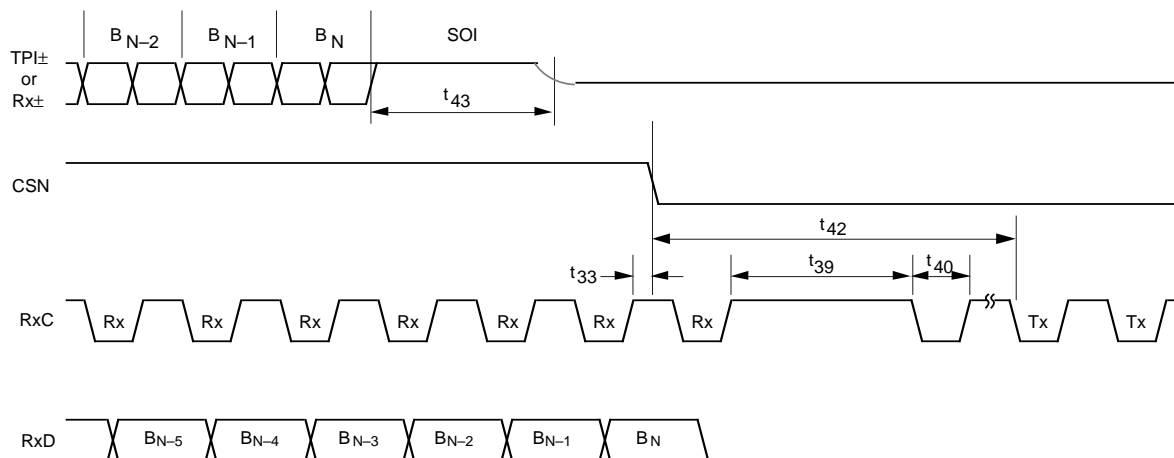 B N–2 B N–1 B N SOI
TPI±
or
Rx±
t43
CSN
t42
t33 t39 t40
RxC Rx Rx Rx Rx Rx Rx Rx Tx Tx
RxD BN–5 BN–4 BN–3 BN–2 BN–1 BN